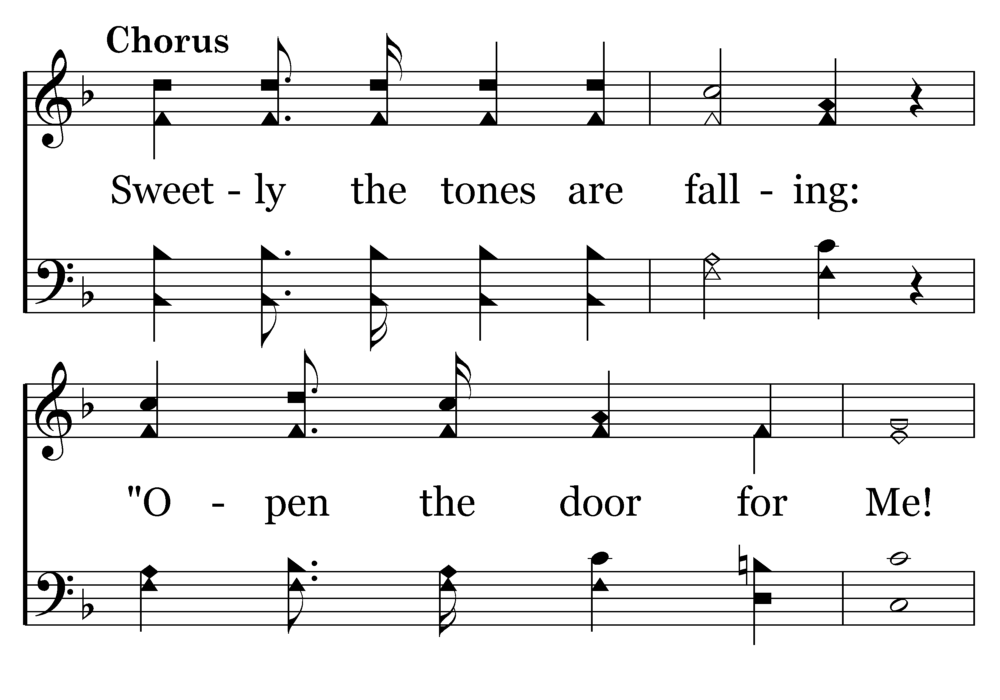 Chorus
Sweet - ly the tones are fall - ing:
"O - pen the door for Me!